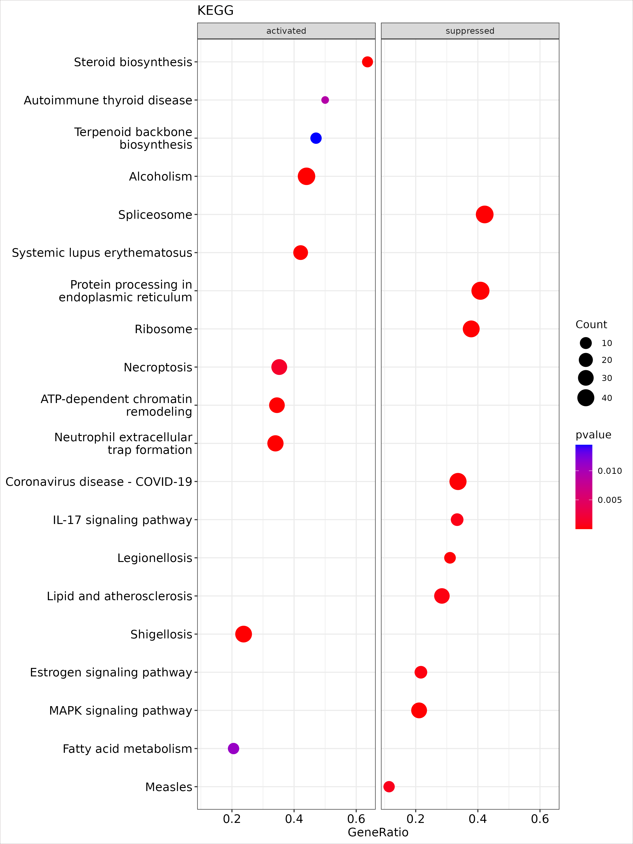 KEGG
activated
suppressed
Steroid biosynthesis
Autoimmune thyroid disease
Terpenoid backbone
biosynthesis
Alcoholism
Spliceosome
Systemic lupus erythematosus
Protein processing in
endoplasmic reticulum
Ribosome
Necroptosis
ATP-dependent chromatin
remodeling
Neutrophil extracellular
trap formation
Coronavirus disease - COVID-19
IL-17 signaling pathway
Legionellosis
Lipid and atherosclerosis
Shigellosis
Estrogen signaling pathway
MAPK signaling pathway
Fatty acid metabolism
Measles
0.2 0.4 0.6
0.2 0.4 0.6
GeneRatio
Count
10
20
30
40
pvalue
0.010
0.005